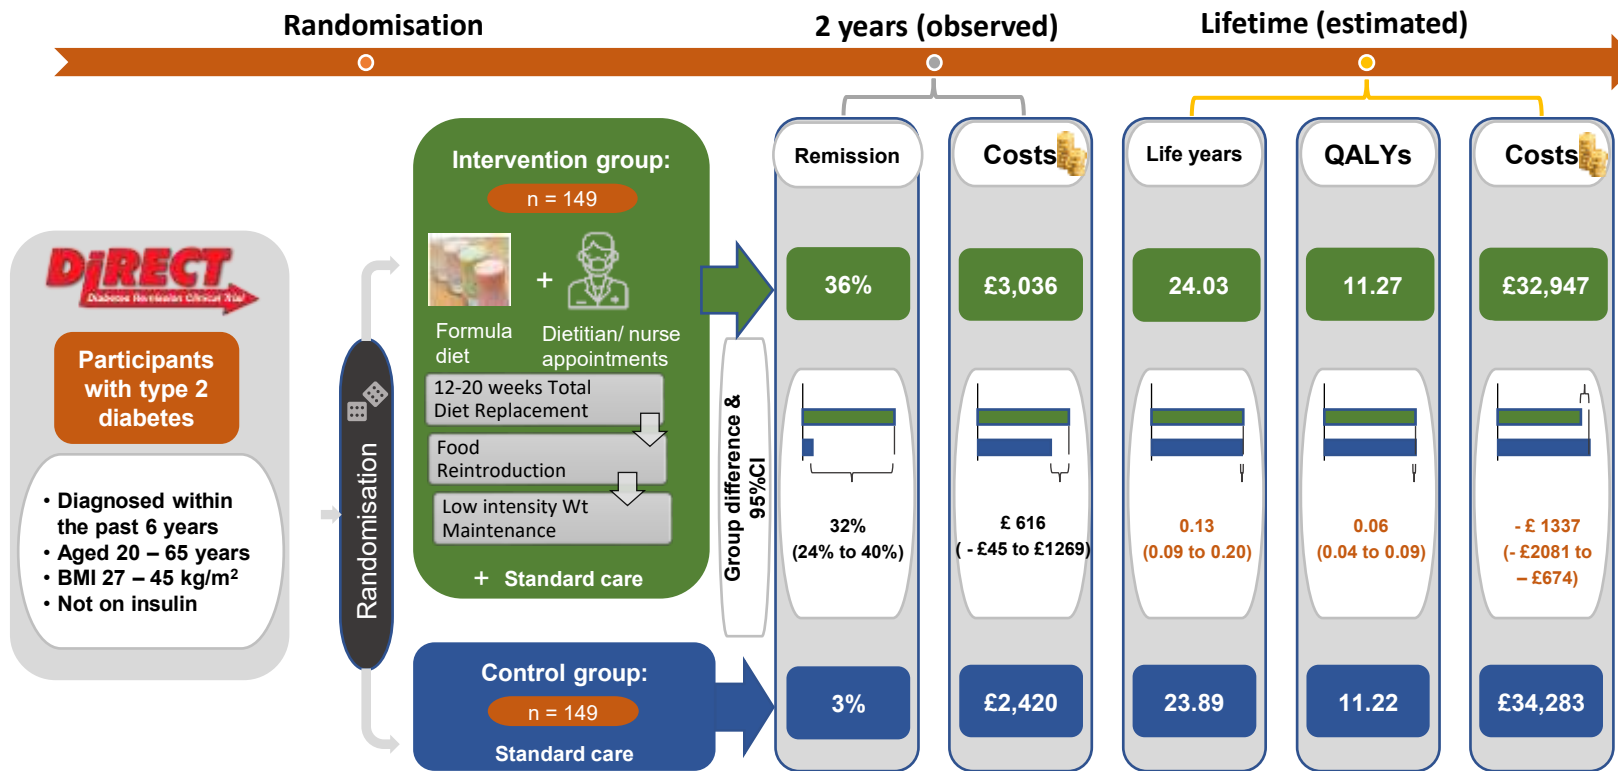 Randomisation
2 years (observed)
Lifetime (estimated)
DiRECT
Diabetes Remission Clinical Trial
Participants
with type 2
diabetes
• Diagnosed within
the past 6 years
• Aged 20 – 65 years
• BMI 27 – 45 kg/m²
• Not on insulin
Randomisation
Intervention group:
n = 149
+
Formula
diet
Dietitian/ nurse
appointments
12-20 weeks Total
Diet Replacement
Food
Reintroduction
Low intensity Wt
Maintenance
+ Standard care
Control group:
n = 149
Standard care
Group difference &
95%CI
Remission
36%
32%
(24% to 40%)
3%
Costs
£3,036
£ 616
( - £45 to £1269)
£2,420
Life years
24.03
0.13
(0.09 to 0.20)
23.89
QALYs
11.27
0.06
(0.04 to 0.09)
11.22
Costs
£32,947
- £ 1337
(- £2081 to
– £674)
£34,283